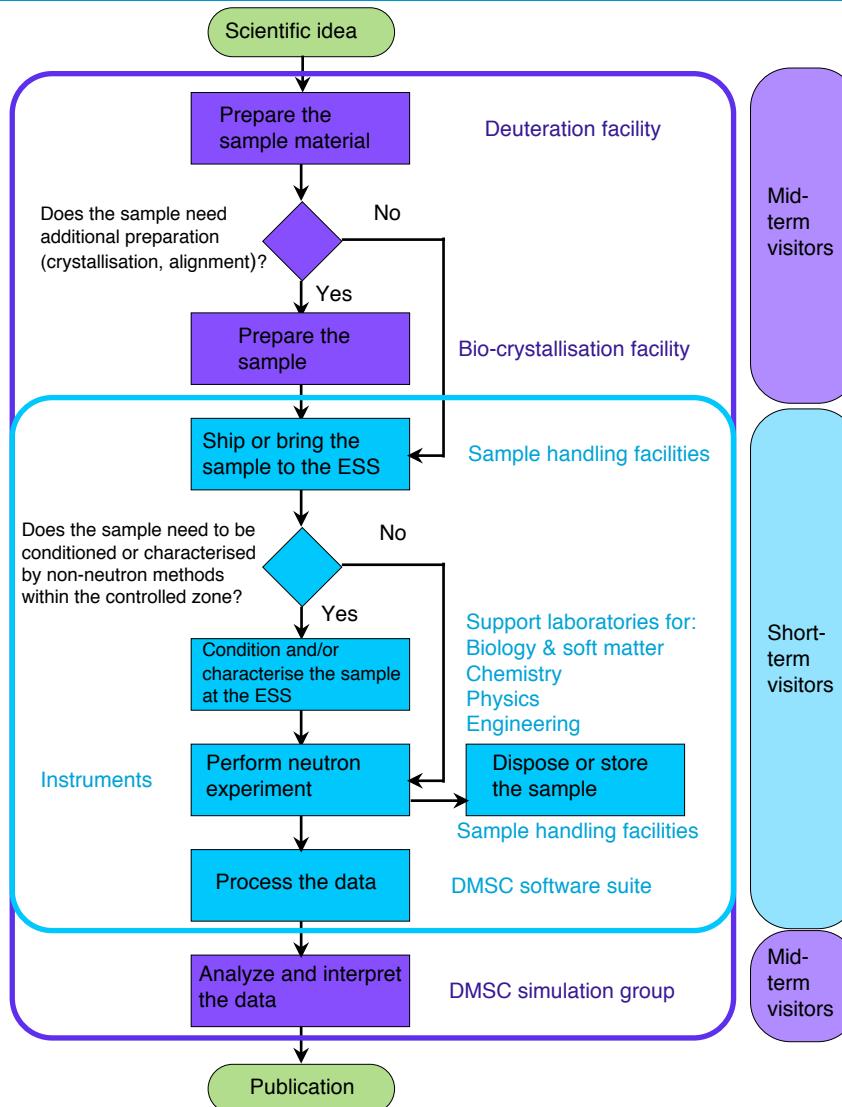 Scientific idea
Prepare the
sample material
Deuteration facility
Mid-
term
visitors
Does the sample need
additional preparation
(crystallisation, alignment)?
No
Yes
Prepare the
sample
Bio-crystallisation facility
Ship or bring the
sample to the ESS
Sample handling facilities
Does the sample need to be
conditioned or characterised
by non-neutron methods
within the controlled zone?
No
Yes
Support laboratories for:
Biology & soft matter
Chemistry
Physics
Engineering
Short-
term
visitors
Condition and/or
characterise the sample
at the ESS
Instruments
Perform neutron
experiment
Dispose or store
the sample
Sample handling facilities
Process the data
DMSC software suite
Analyze and interpret
the data
DMSC simulation group
Mid-
term
visitors
Publication